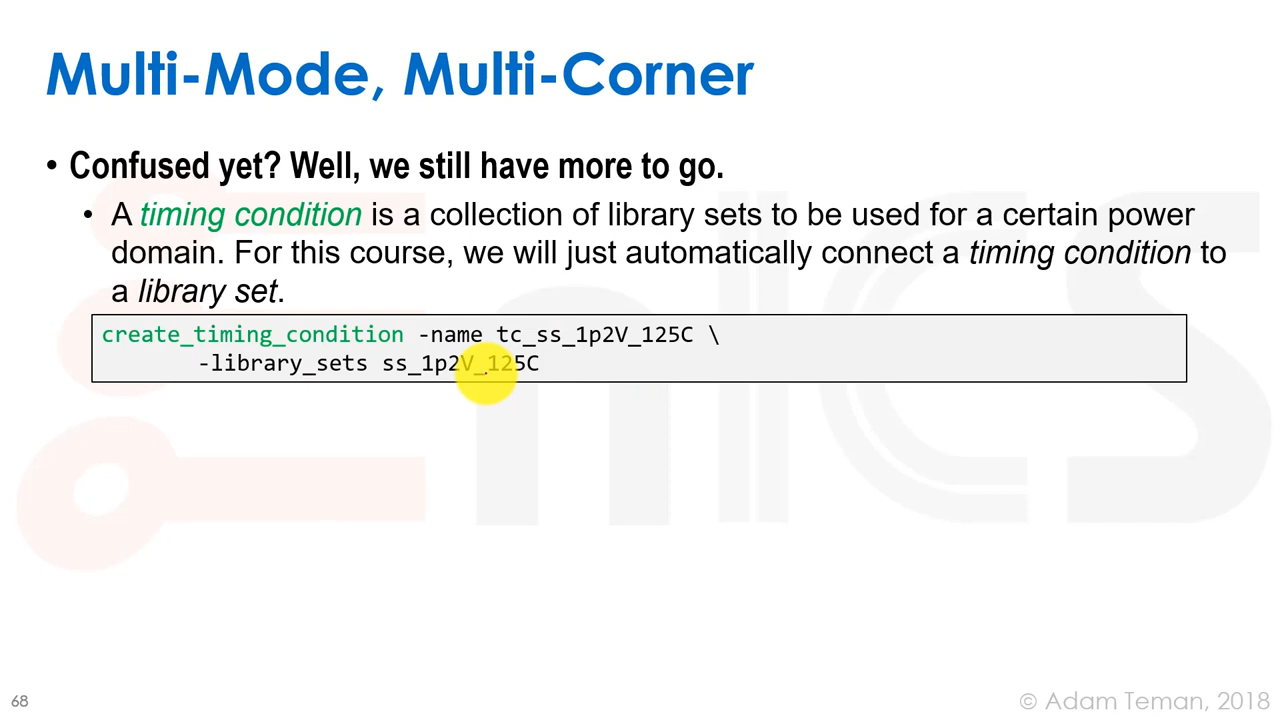 Multi-Mode, Multi-Corner
• Confused yet? Well, we still have more to go.
• A timing condition is a collection of library sets to be used for a certain power
domain. For this course, we will just automatically connect a timing condition to
a library set.
create_timing_condition -name tc_ss_1p2V_125C \
-library_sets ss_1p2V_125C
68
© Adam Teman, 2018